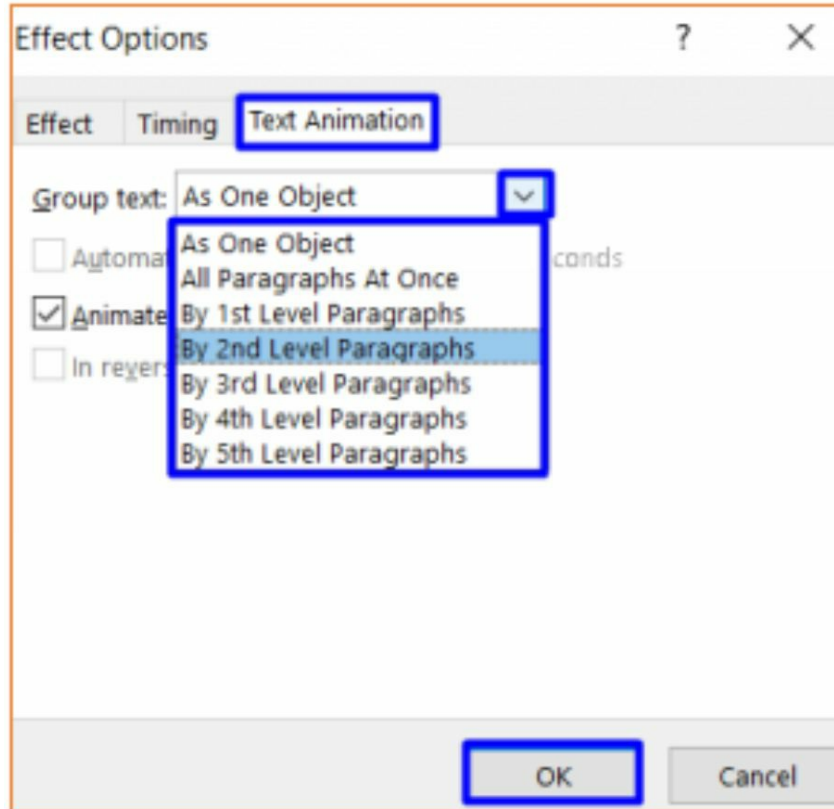 Effect Options ? ×
Effect Timing Text Animation
Group text: As One Object
As One Object
Automa conds
All Paragraphs At Once
Animate By 1st Level Paragraphs
By 2nd Level Paragraphs
In rever
By 3rd Level Paragraphs
By 4th Level Paragraphs
By 5th Level Paragraphs
OK Cancel